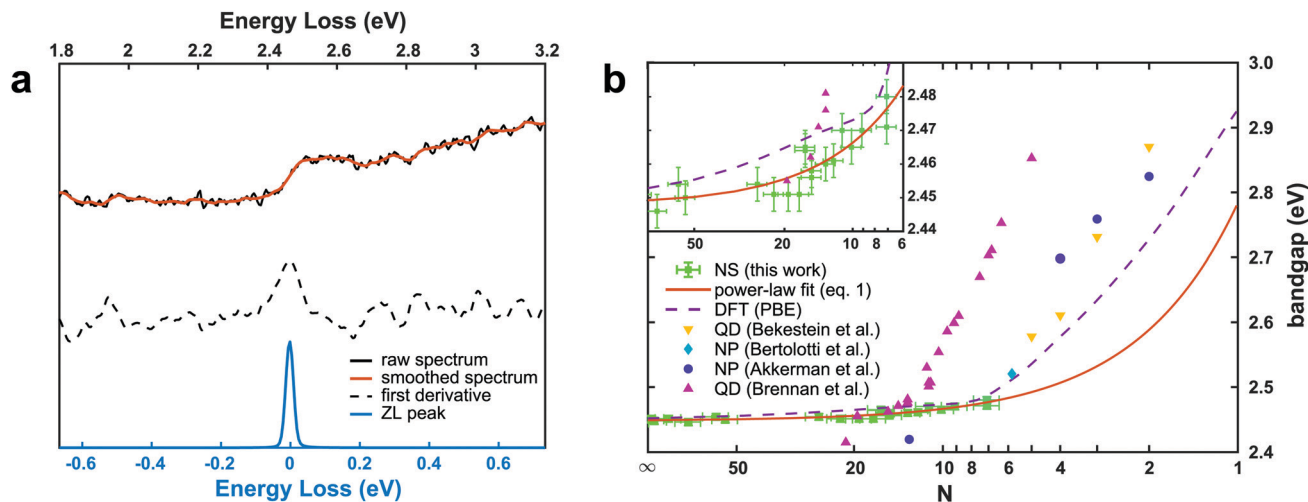 a
Energy Loss (eV)
1.8 2 2.2 2.4 2.6 2.8 3 3.2
raw spectrum
smoothed spectrum
first derivative
ZL peak
-0.6 -0.4 -0.2 0 0.2 0.4 0.6
Energy Loss (eV)
b
2.48
2.47
2.46
2.45
2.44
50 20 10 8 6
NS (this work)
power-law fit (eq. 1)
DFT (PBE)
QD (Bekestein et al.)
NP (Bertolotti et al.)
NP (Akkerman et al.)
QD (Brennan et al.)
3.0
2.9
2.8
2.7
2.6
2.5
2.4
bandgap (eV)
∞ 50 20 10 8 6 4 2 1
N